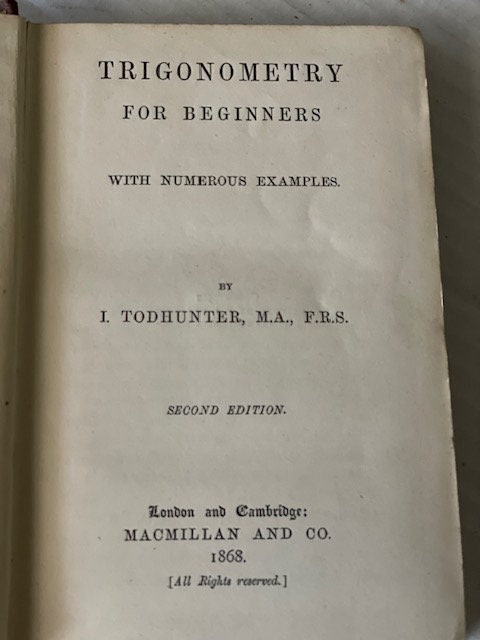 TRIGONOMETRY
FOR BEGINNERS
WITH NUMEROUS EXAMPLES.
BY
I. TODHUNTER, M.A., F.R.S.
SECOND EDITION.
London and Cambridge:
MACMILLAN AND CO.
1868.
[All Rights reserved.]